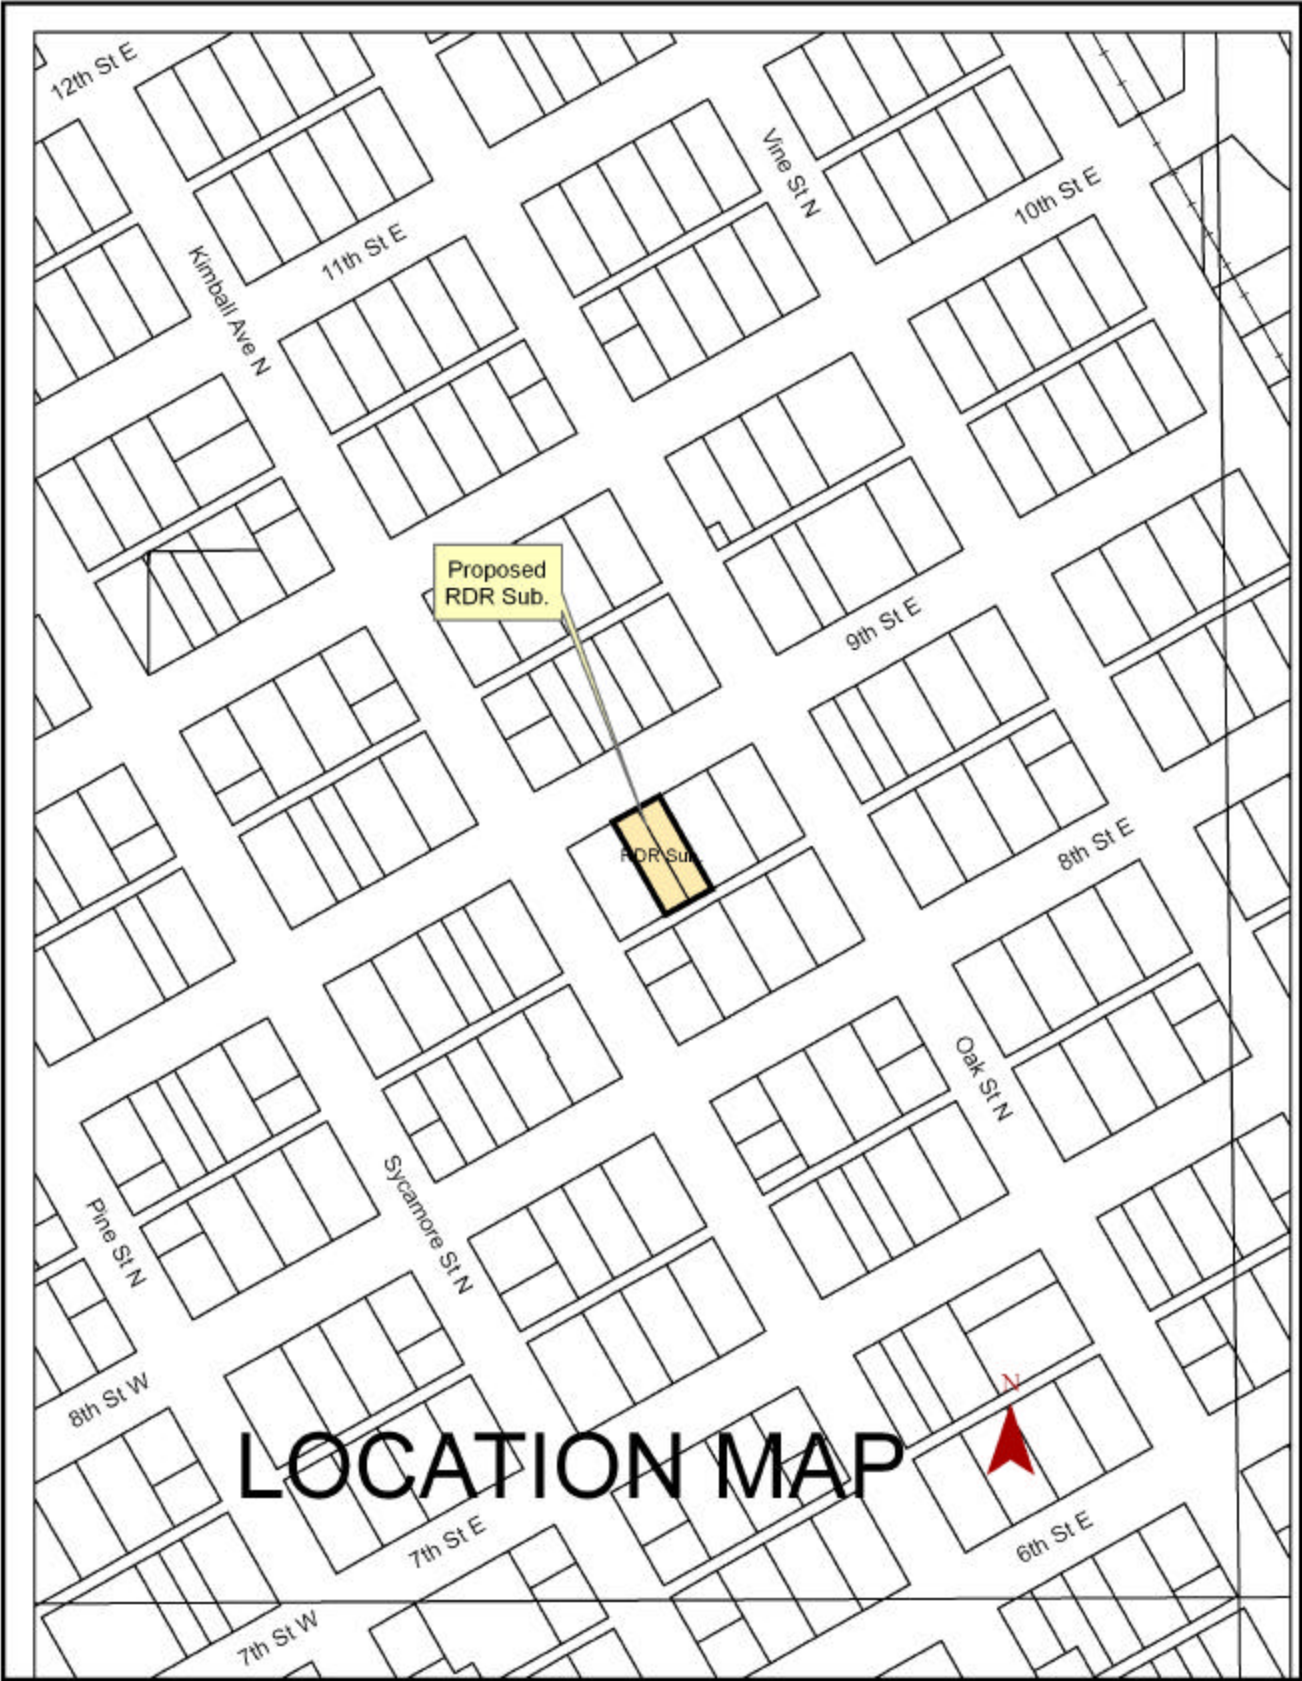 12th St E
Vine St N
10th St E
11th St E
Kimball Ave N
Proposed
RDR Sub.
9th St E
8th St E
RDR Sub.
Oak St N
Sycamore St N
Pine St N
8th St W
N
LOCATION MAP
7th St E
6th St E
7th St W